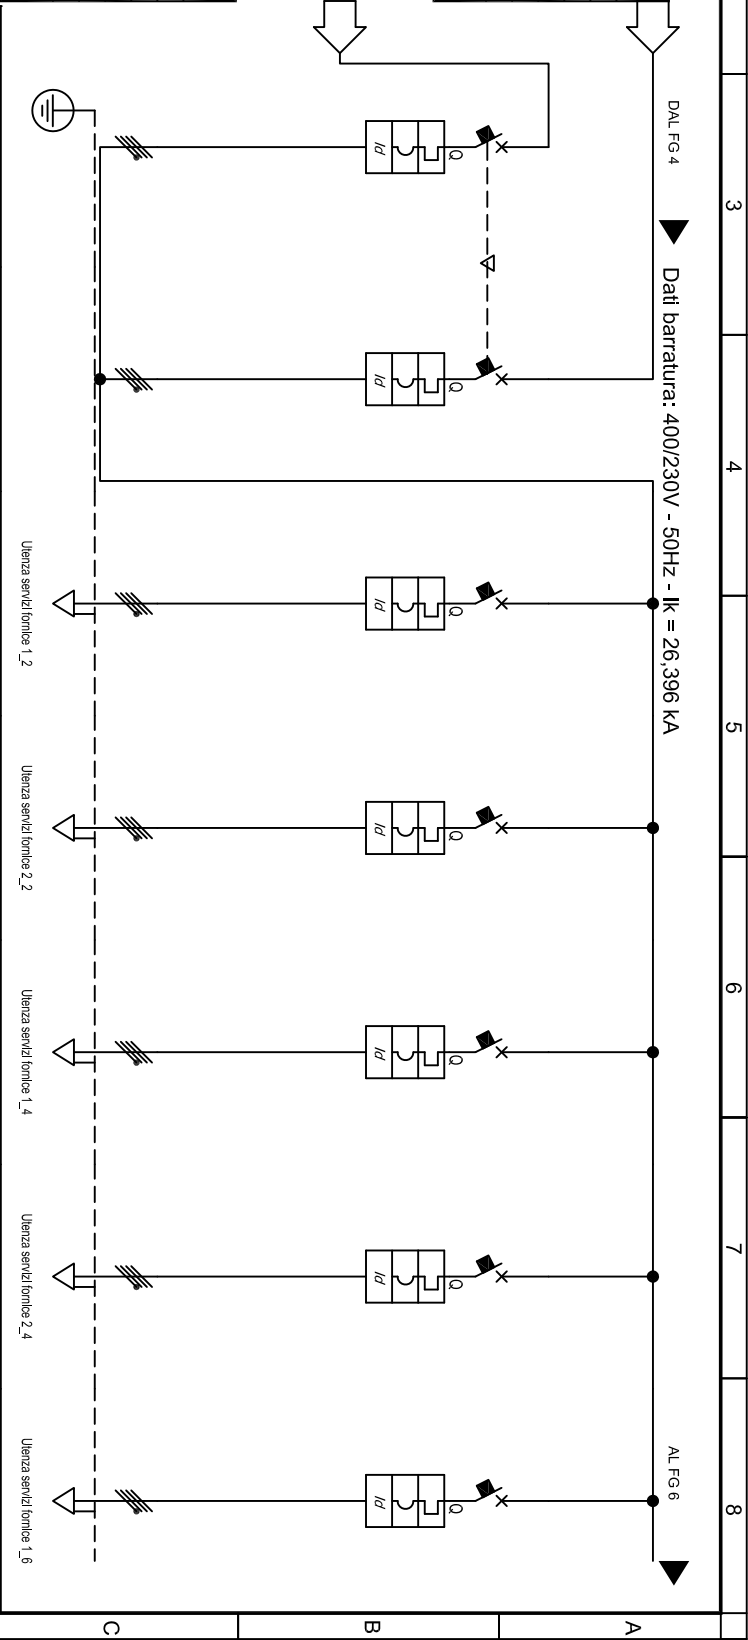 3
4
5
6
7
8
DAL FG 4
Dati barratura: 400/230V - 50Hz - Ik = 26,396 kA
AL FG 6
A
B
C
Q
Id
Q
Id
Q
Id
Q
Id
Q
Id
Q
Id
Q
Id
Utenza servizi fornice 1_2
Utenza servizi fornice 2_2
Utenza servizi fornice 1_4
Utenza servizi fornice 2_4
Utenza servizi fornice 1_6